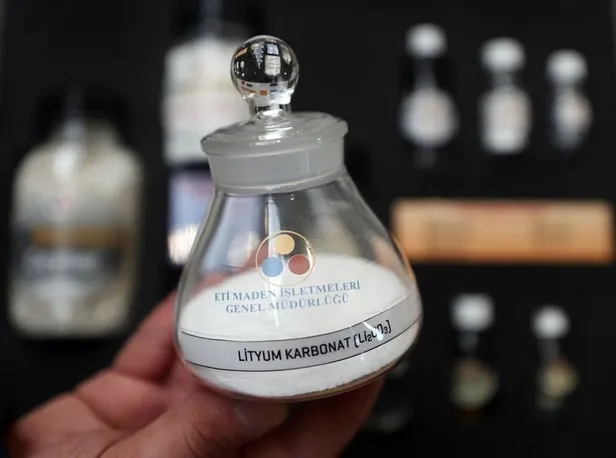 ETİ MADEN İŞLETMELERİ
GENEL MÜDÜRLÜĞÜ
LİTYUM KARBONAT (Li₂CO₃)